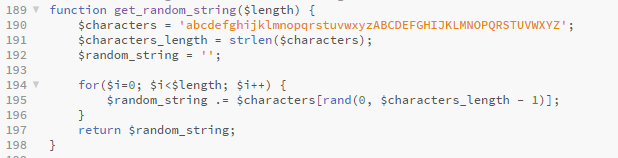 189 function get_random_string($length) {
190 $characters = 'abcdefghijklmnopqrstuvwxyzABCDEFGHIJKLMNOPQRSTUVWXYZ';
191 $characters_length = strlen($characters);
192 $random_string = '';
193
194 for($i=0; $i<$length; $i++) {
195 $random_string .= $characters[rand(0, $characters_length - 1)];
196 }
197 return $random_string;
198 }